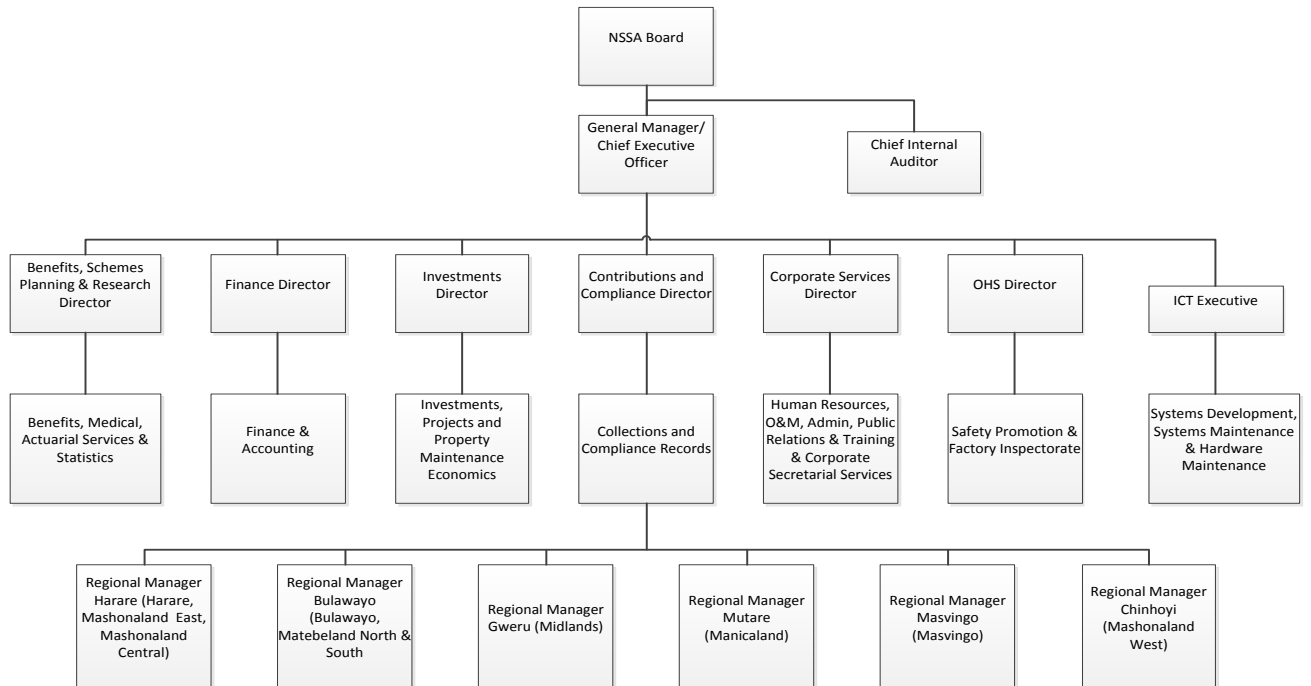 NSSA Board
General Manager/
Chief Executive
Officer
Chief Internal
Auditor
Benefits, Schemes
Planning & Research
Director
Finance Director
Investments
Director
Contributions and
Compliance Director
Corporate Services
Director
OHS Director
ICT Executive
Benefits, Medical,
Actuarial Services &
Statistics
Finance &
Accounting
Investments,
Projects and
Property
Maintenance
Economics
Collections and
Compliance Records
Human Resources,
O&M, Admin, Public
Relations & Training
& Corporate
Secretarial Services
Safety Promotion &
Factory Inspectorate
Systems Development,
Systems Maintenance
& Hardware
Maintenance
Regional Manager
Harare (Harare,
Mashonaland East,
Mashonaland
Central)
Regional Manager
Bulawayo
(Bulawayo,
Matebeland North &
South
Regional Manager
Gweru (Midlands)
Regional Manager
Mutare
(Manicaland)
Regional Manager
Masvingo
(Masvingo)
Regional Manager
Chinhoyi
(Mashonaland
West)